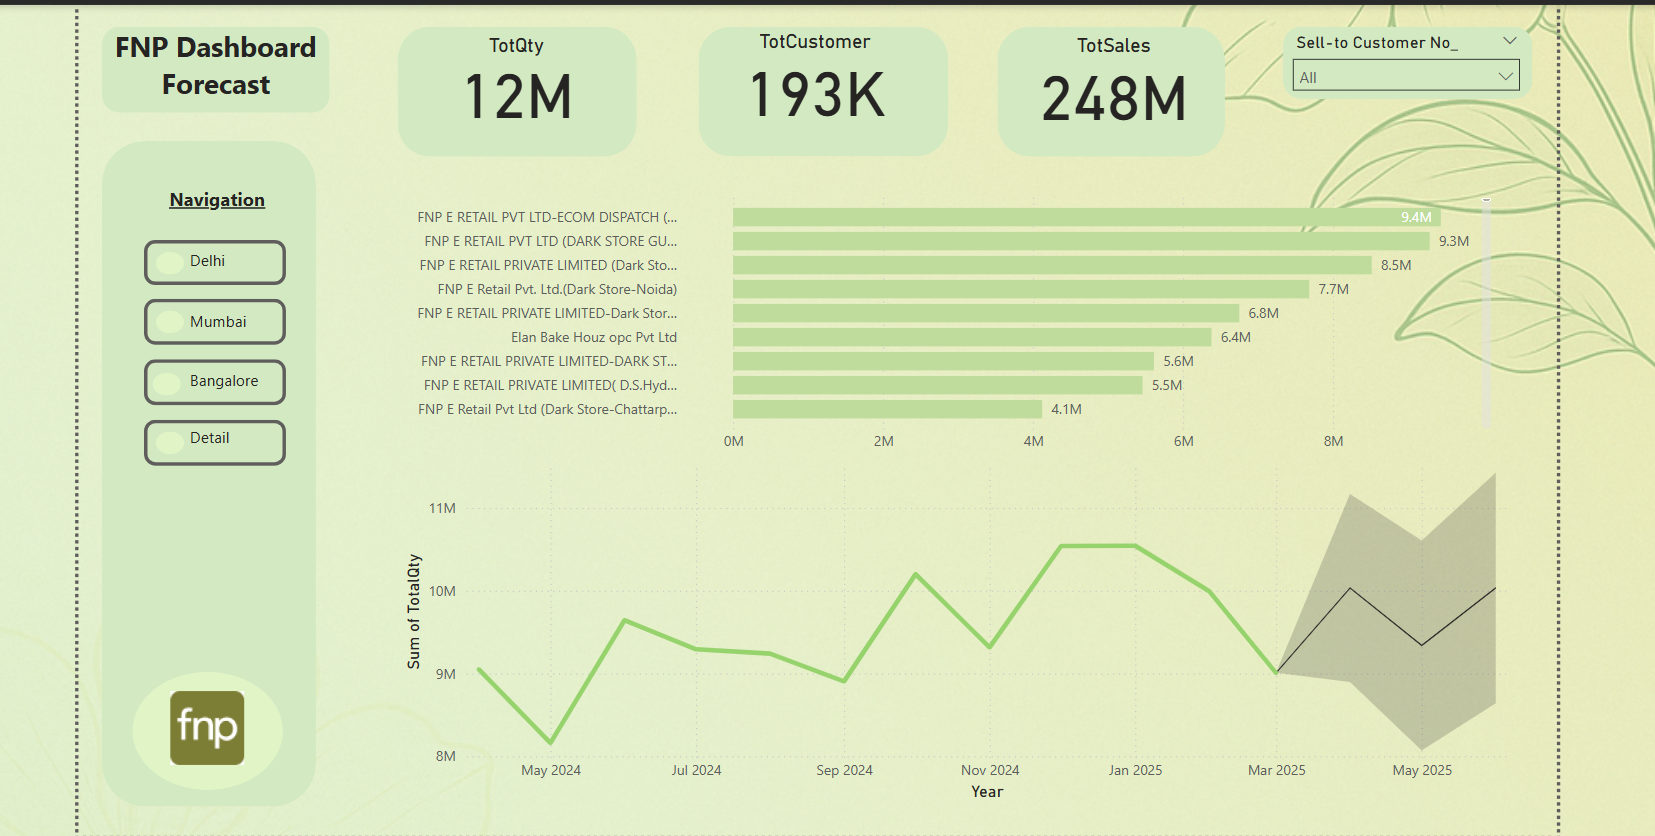 FNP Dashboard
Forecast
TotQty
12M
TotCustomer
193K
TotSales
248M
Sell-to Customer No_
All
Navigation
Delhi
Mumbai
Bangalore
Detail
fnp
FNP E RETAIL PVT LTD-ECOM DISPATCH (... 9.4M
FNP E RETAIL PVT LTD (DARK STORE GU... 9.3M
FNP E RETAIL PRIVATE LIMITED (Dark Sto... 8.5M
FNP E Retail Pvt. Ltd.(Dark Store-Noida) 7.7M
FNP E RETAIL PRIVATE LIMITED-Dark Stor... 6.8M
Elan Bake Houz opc Pvt Ltd 6.4M
FNP E RETAIL PRIVATE LIMITED-DARK ST... 5.6M
FNP E RETAIL PRIVATE LIMITED( D.S.Hyd... 5.5M
FNP E Retail Pvt Ltd (Dark Store-Chattarp... 4.1M
0M 2M 4M 6M 8M
Sum of TotalQty
11M
10M
9M
8M
May 2024 Jul 2024 Sep 2024 Nov 2024 Jan 2025 Mar 2025 May 2025
Year